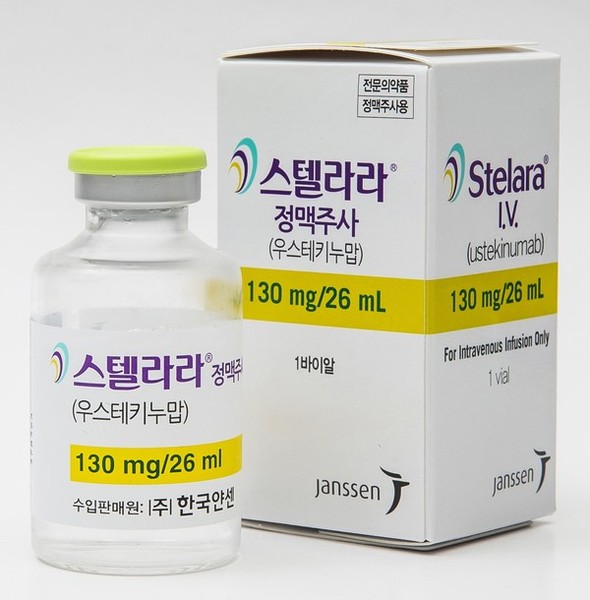 스텔라라® 정맥주사
(우스테키누맙)
130 mg/26 ml
수입판매원: (주) 한국얀센
전문의약품
정맥주사용
스텔라라®
정맥주사
(우스테키누맙)
130 mg/26 mL
1바이알
janssen
Stelara®
I.V.
(ustekinumab)
130 mg/26 mL
For Intravenous Infusion Only
1 vial
janssen